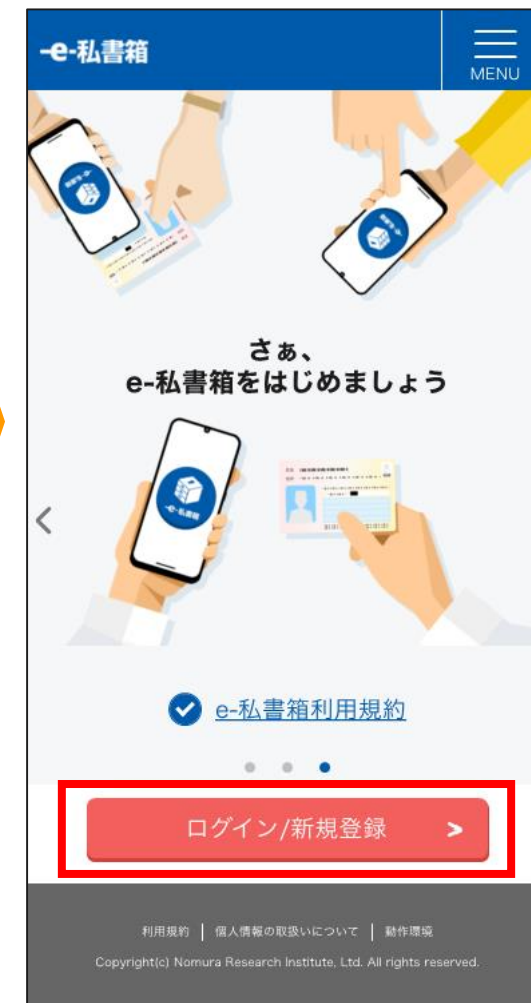 -e-私書箱
MENU
さぁ、
e-私書箱をはじめましょう
-e-私書箱
e-私書箱利用規約
ログイン/新規登録 >
利用規約 | 個人情報の取扱いについて | 動作環境
Copyright(c) Nomura Research Institute, Ltd. All rights reserved.